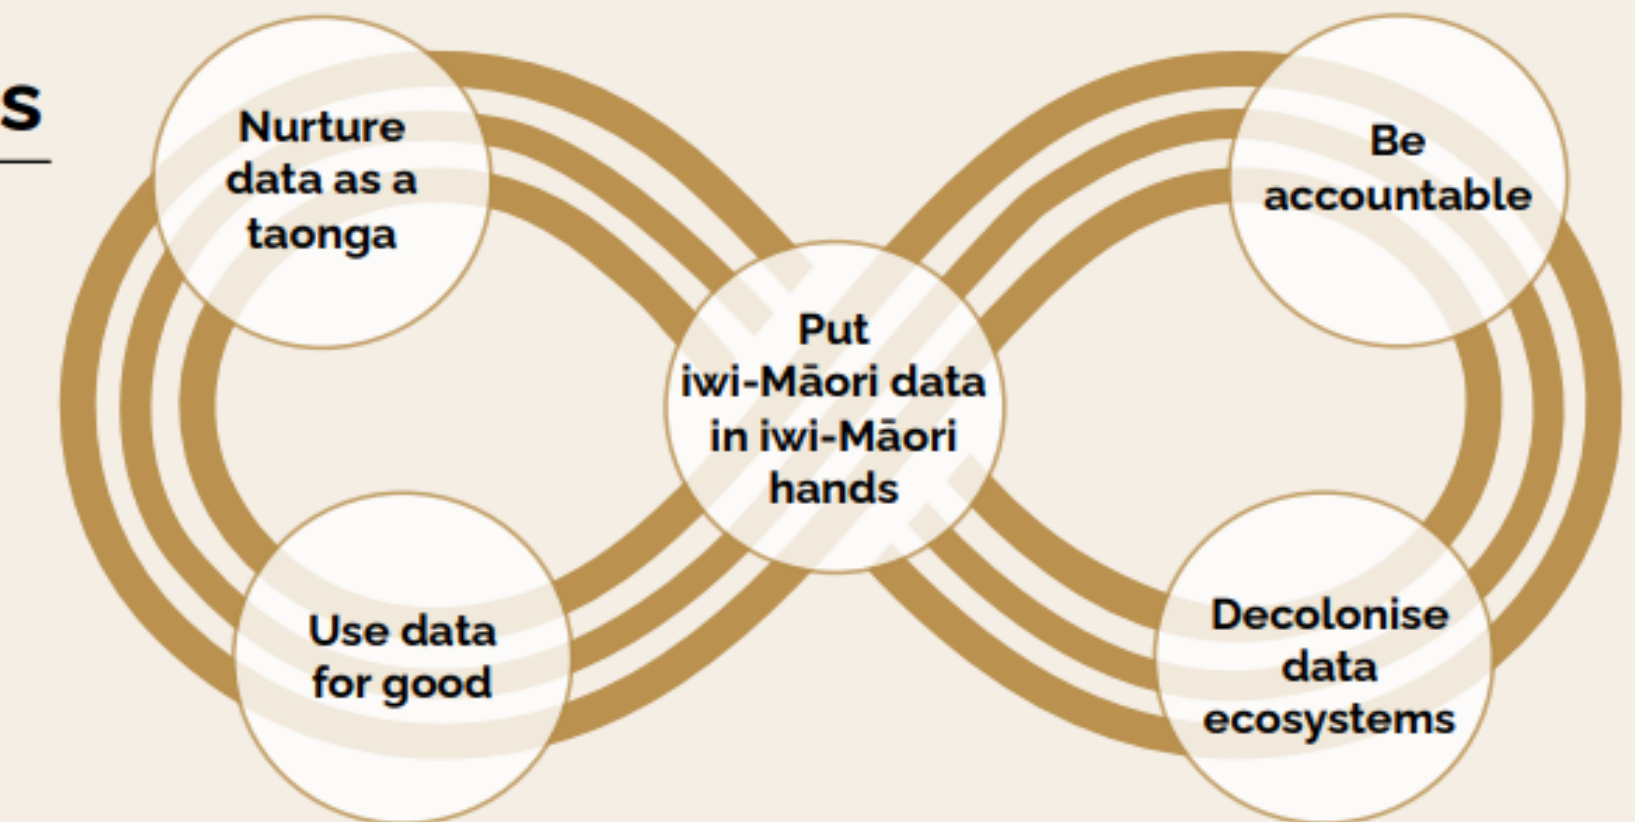 s
Nurture
data as a
taonga
Be
accountable
Put
iwi-Māori data
in iwi-Māori
hands
Use data
for good
Decolonise
data
ecosystems